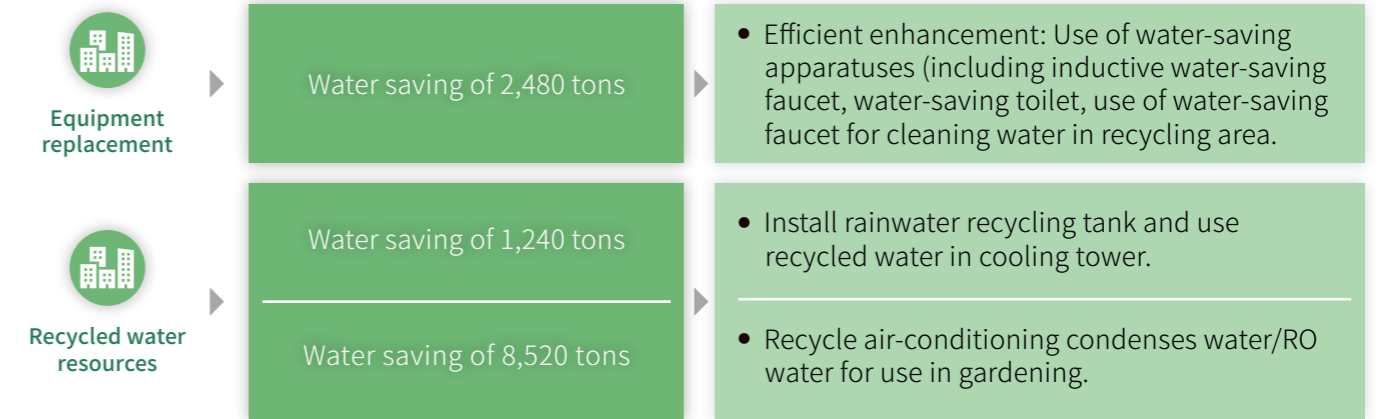 Equipment
replacement
Water saving of 2,480 tons
• Efficient enhancement: Use of water-saving
apparatuses (including inductive water-saving
faucet, water-saving toilet, use of water-saving
faucet for cleaning water in recycling area.
Recycled water
resources
Water saving of 1,240 tons
• Install rainwater recycling tank and use
recycled water in cooling tower.
Water saving of 8,520 tons
• Recycle air-conditioning condenses water/RO
water for use in gardening.